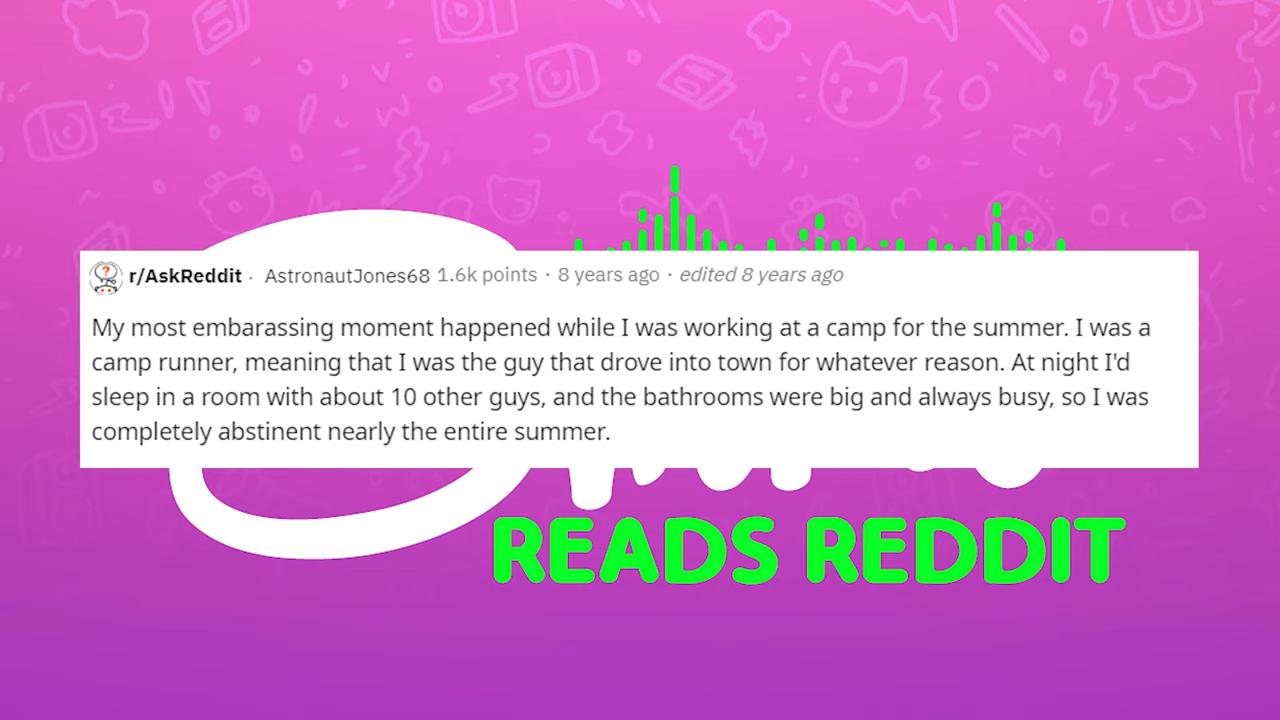 r/AskReddit · AstronautJones68 1.6k points · 8 years ago · edited 8 years ago
My most embarassing moment happened while I was working at a camp for the summer. I was a
camp runner, meaning that I was the guy that drove into town for whatever reason. At night I'd
sleep in a room with about 10 other guys, and the bathrooms were big and always busy, so I was
completely abstinent nearly the entire summer.
READS REDDIT